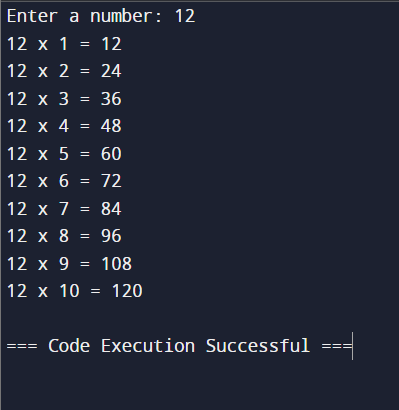 Enter a number: 12
12 x 1 = 12
12 x 2 = 24
12 x 3 = 36
12 x 4 = 48
12 x 5 = 60
12 x 6 = 72
12 x 7 = 84
12 x 8 = 96
12 x 9 = 108
12 x 10 = 120
=== Code Execution Successful ===